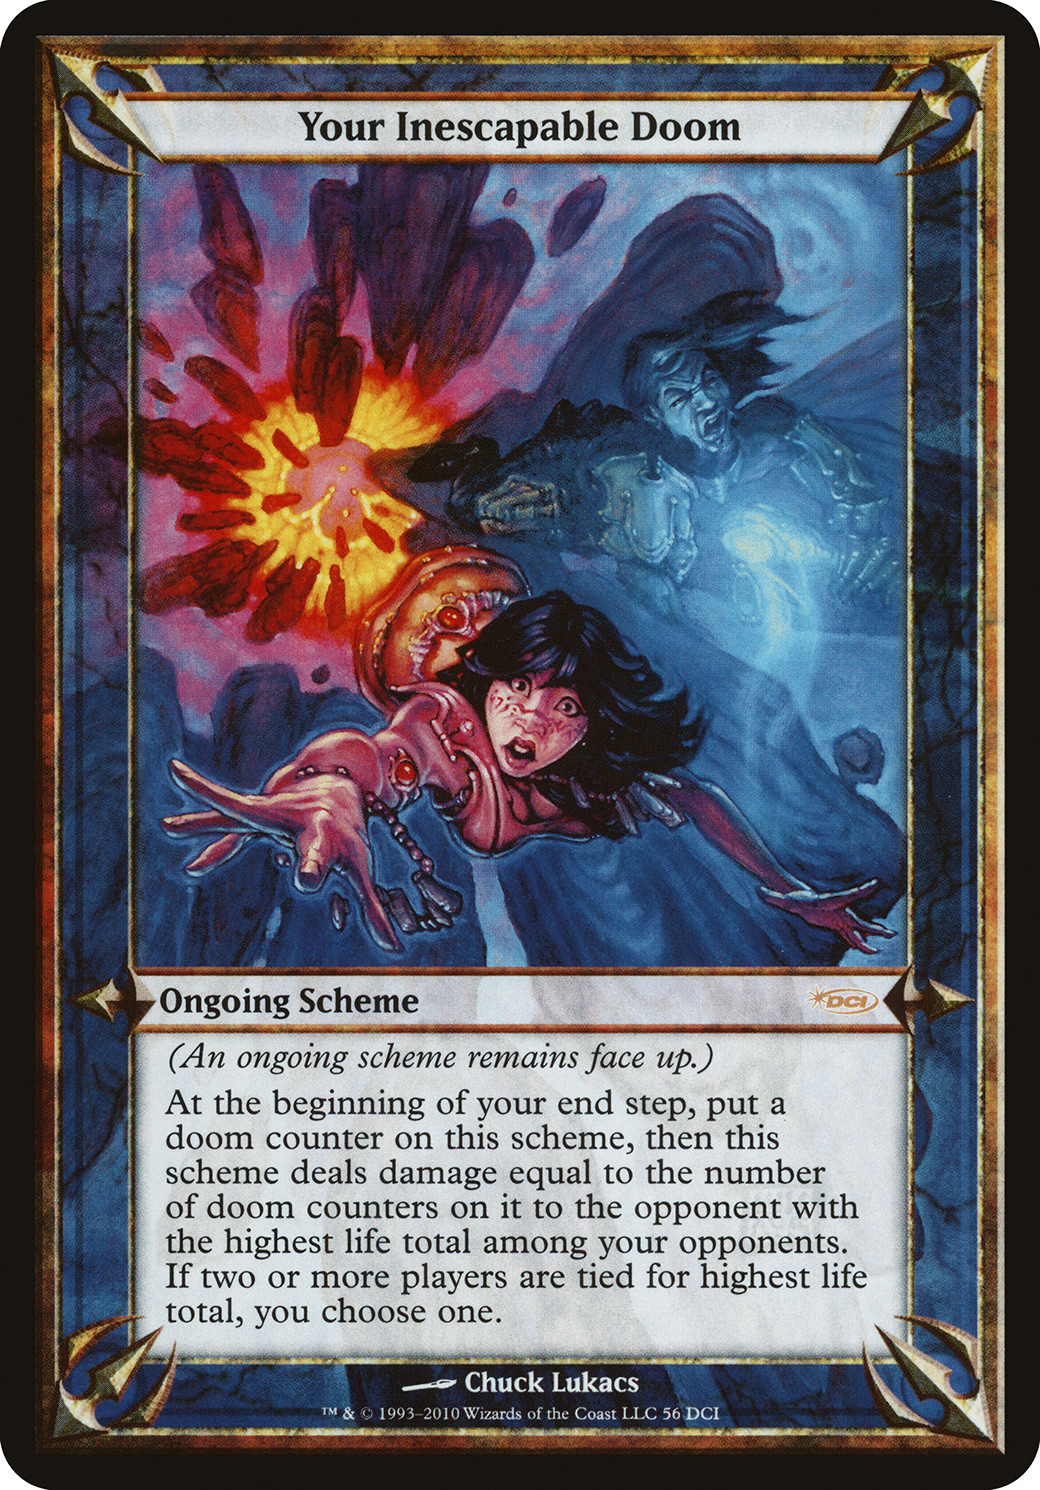 Your Inescapable Doom
Ongoing Scheme
DCI
(An ongoing scheme remains face up.)
At the beginning of your end step, put a
doom counter on this scheme, then this
scheme deals damage equal to the number
of doom counters on it to the opponent with
the highest life total among your opponents.
If two or more players are tied for highest life
total, you choose one.
Chuck Lukacs
™ & © 1993–2010 Wizards of the Coast LLC 56 DCI